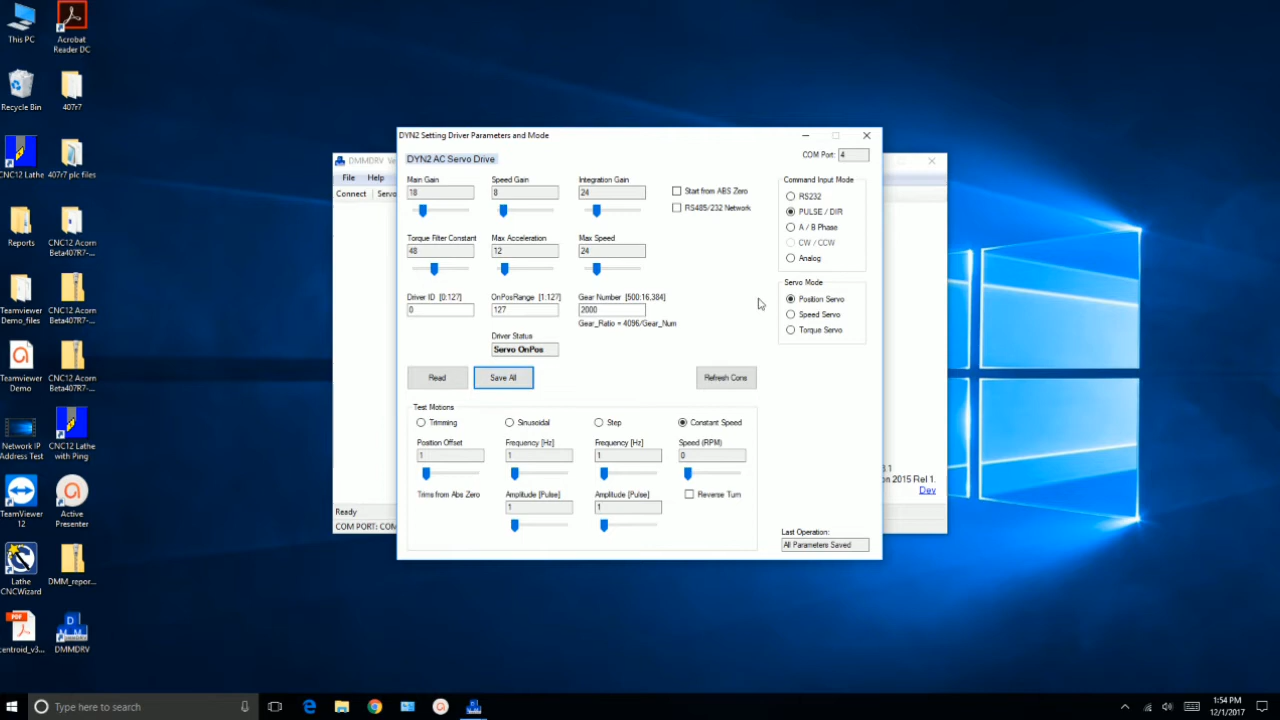 This PC
Acrobat
Reader DC
Recycle Bin
407r7
CNC12 Lathe
407r7 plc files
Reports
CNC12 Acorn
Beta407R7-...
Teamviewer
Demo_files
CNC12 Acorn
Beta407R7...
Teamviewer
Demo
CNC12 Acorn
Beta407R7...
Network IP
Address Test
CNC12 Lathe
with Ping
TeamViewer
12
Active
Presenter
Lathe
CNCWizard
DMM_repor...
centroid_v3...
DMMDRV
DMMDRV Ve
File Help
Connect Servo
Ready
COM PORT: COM
3.1
on 2015 Rel 1.
Dev
DYN2 Setting Driver Parameters and Mode
DYN2 AC Servo Drive
COM Port: 4
Main Gain Speed Gain Integration Gain
18 8 24
Start from ABS Zero
RS485/232 Network
Command Input Mode
RS232
PULSE / DIR
A / B Phase
CW / CCW
Analog
Torque Filter Constant Max Acceleration Max Speed
48 12 24
Driver ID [0:127] OnPosRange [1:127] Gear Number [500:16,384]
0 127 2000
Gear_Ratio = 4096/Gear_Num
Servo Mode
Position Servo
Speed Servo
Torque Servo
Driver Status
Servo OnPos
Read Save All Refresh Cons
Test Motions
Trimming Sinusoidal Step Constant Speed
Position Offset Frequency [Hz] Frequency [Hz] Speed (RPM)
1 1 1 0
Trims from Abs Zero Amplitude [Pulse] Amplitude [Pulse] Reverse Turn
1 1
Last Operation:
All Parameters Saved
Type here to search
1:54 PM
12/1/2017